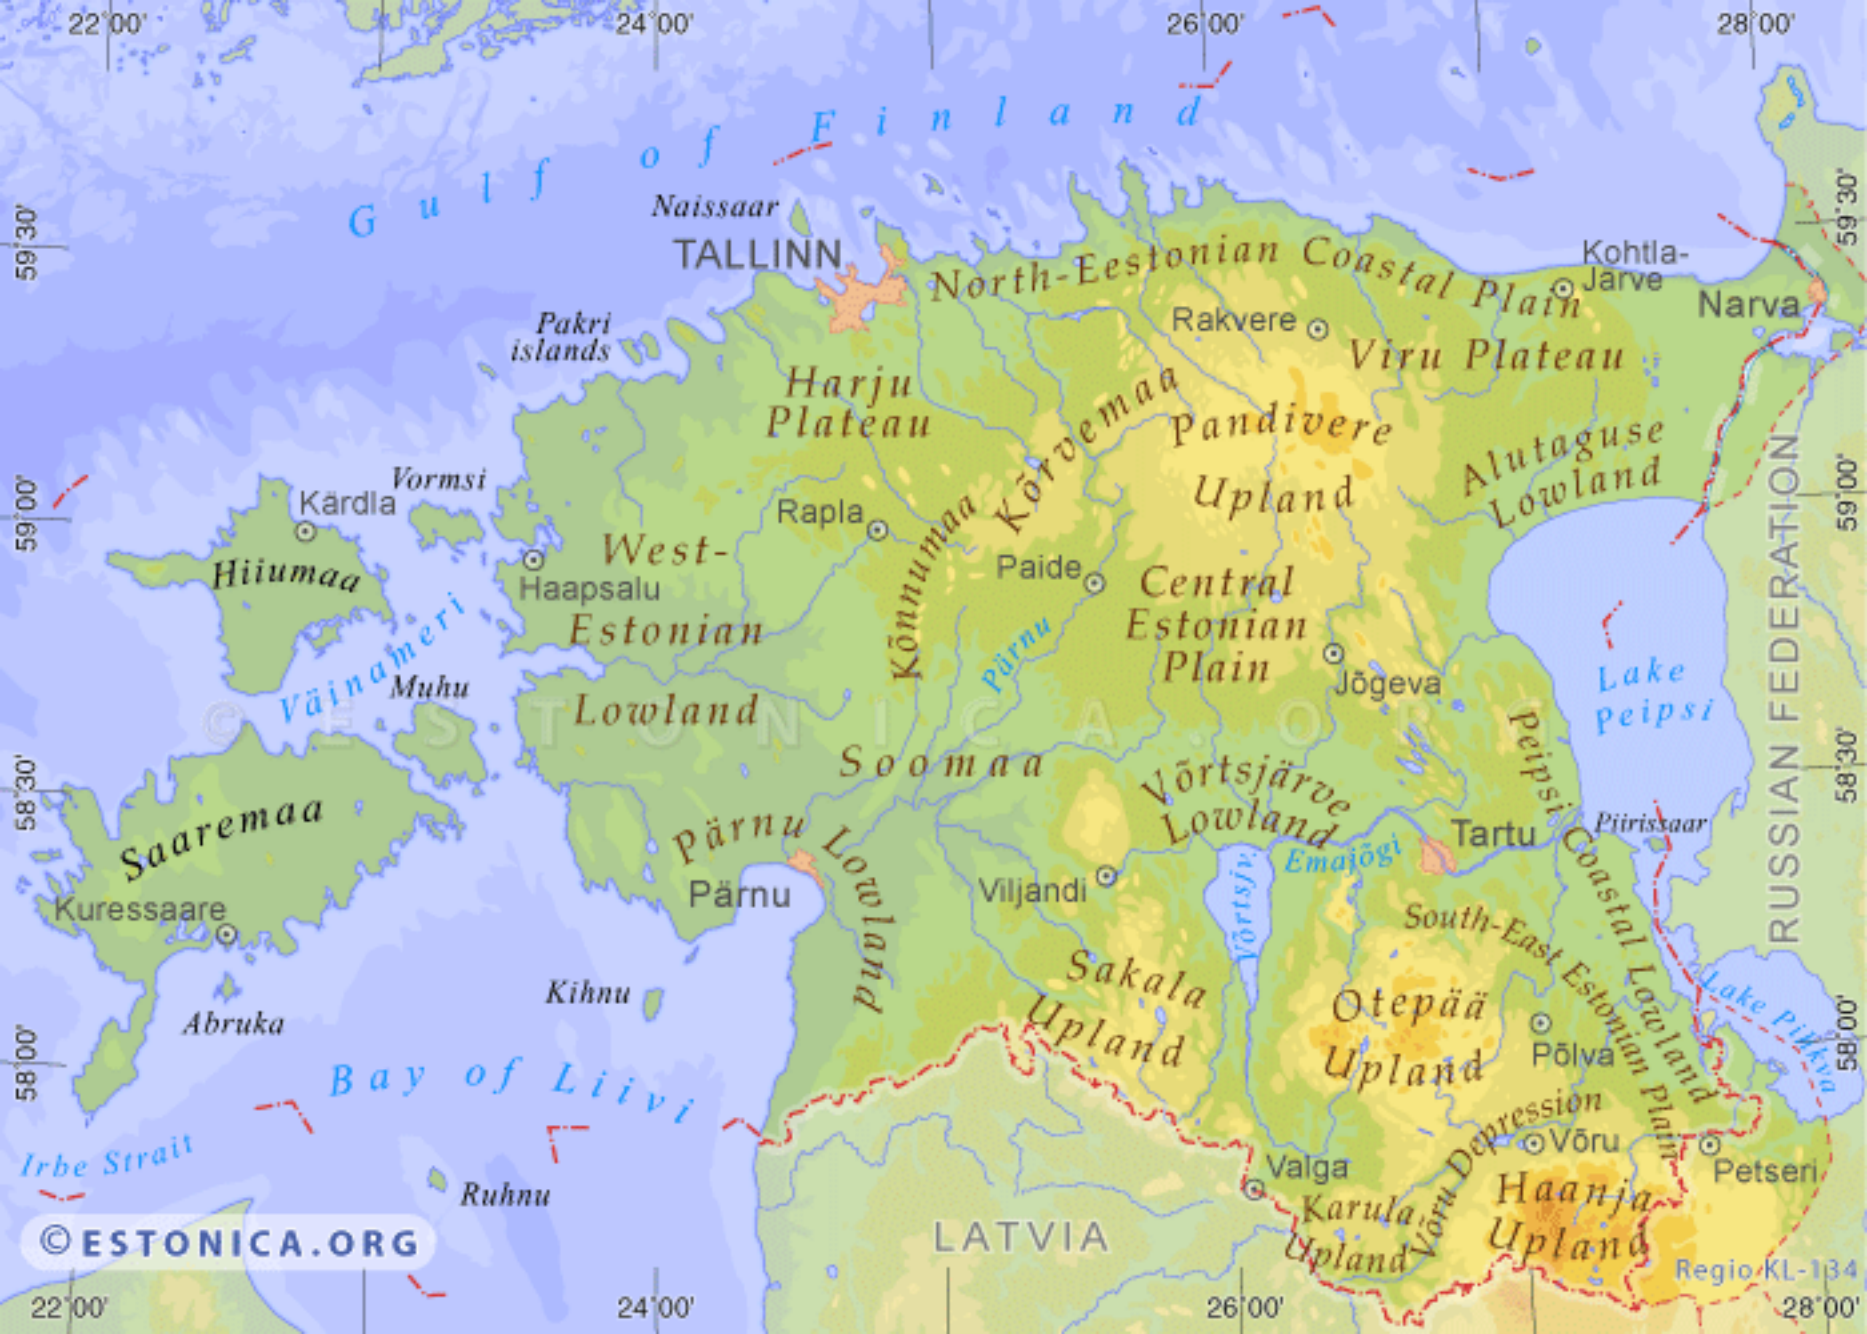 22°00'
24°00'
26°00'
28°00'
Gulf of Finland
59°30'
59°30'
Naissaar
TALLINN
North-Eestonian Coastal Plain
Kohtla-
Järve
Narva
Pakri
islands
Rakvere
Viru Plateau
Harju
Plateau
Kõrvemaa
Pandivere
Upland
Alutaguse
Lowland
RUSSIAN FEDERATION
59°00'
59°00'
Vormsi
Kärdla
Hiiumaa
Rapla
Kõnnumaa
Haapsalu
West-
Estonian
Lowland
Paide
Central
Estonian
Plain
Pärnu
Jõgeva
Väinameri
Muhu
Lake
Peipsi
© ESTONICA.ORG
Soomaa
58°30'
58°30'
Võrtsjärve
Lowland
Peipsi Coastal Lowland
Piirissaar
Saaremaa
Pärnu Lowland
Tartu
Emajõgi
Pärnu
Viljandi
Võrtsjv.
Kuressaare
South-East Estonian Plain
Sakala
Upland
Otepää
Upland
Lake Pihkva
Kihnu
Abruka
Põlva
58°00'
58°00'
Bay of Liivi
Irbe Strait
Ruhnu
Võru Depression
Võru
Petseri
Valga
Karula
Upland
Haanja
Upland
LATVIA
©ESTONICA.ORG
Regio KL-134
22°00'
24°00'
26°00'
28°00'